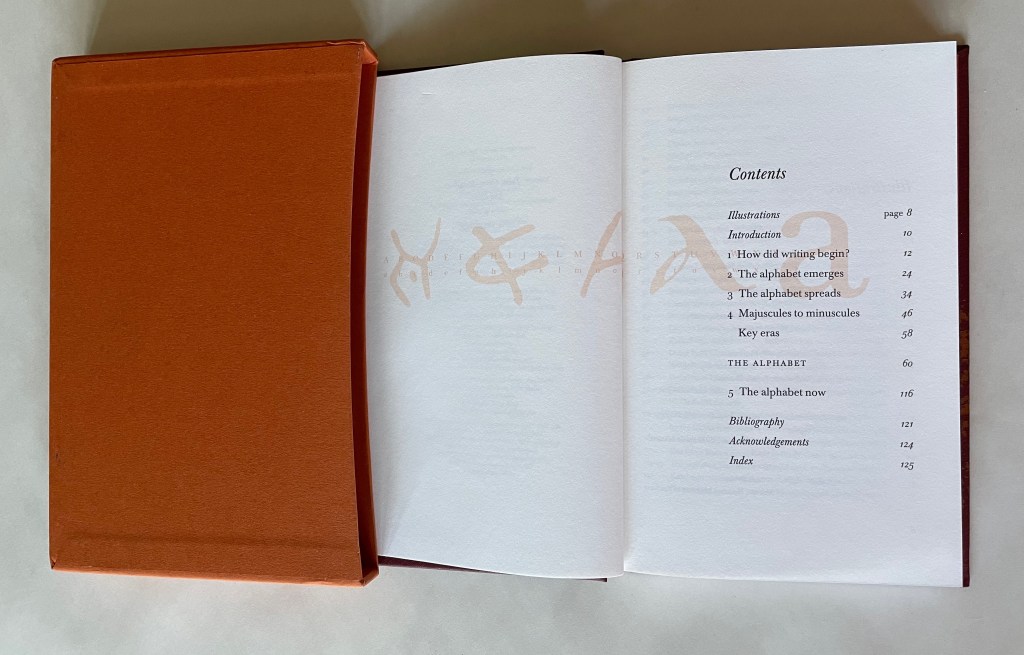 Contents
Illustrations page 8
Introduction 10
1 How did writing begin? 12
2 The alphabet emerges 24
3 The alphabet spreads 34
4 Majuscules to minuscules 46
Key eras 58
THE ALPHABET 60
5 The alphabet now 116
Bibliography 121
Acknowledgements 124
Index 125
a